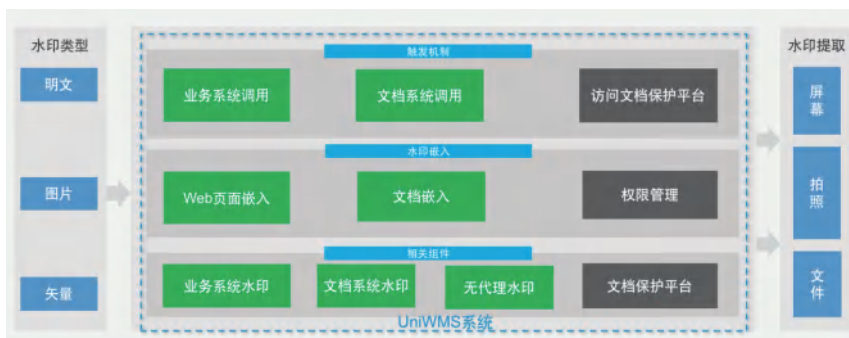 水印类型
明文
图片
矢量
触发机制
业务系统调用
文档系统调用
访问文档保护平台
水印嵌入
Web页面嵌入
文档嵌入
权限管理
相关组件
业务系统水印
文档系统水印
无代理水印
文档保护平台
UniWMS系统
水印提取
屏幕
拍照
文件